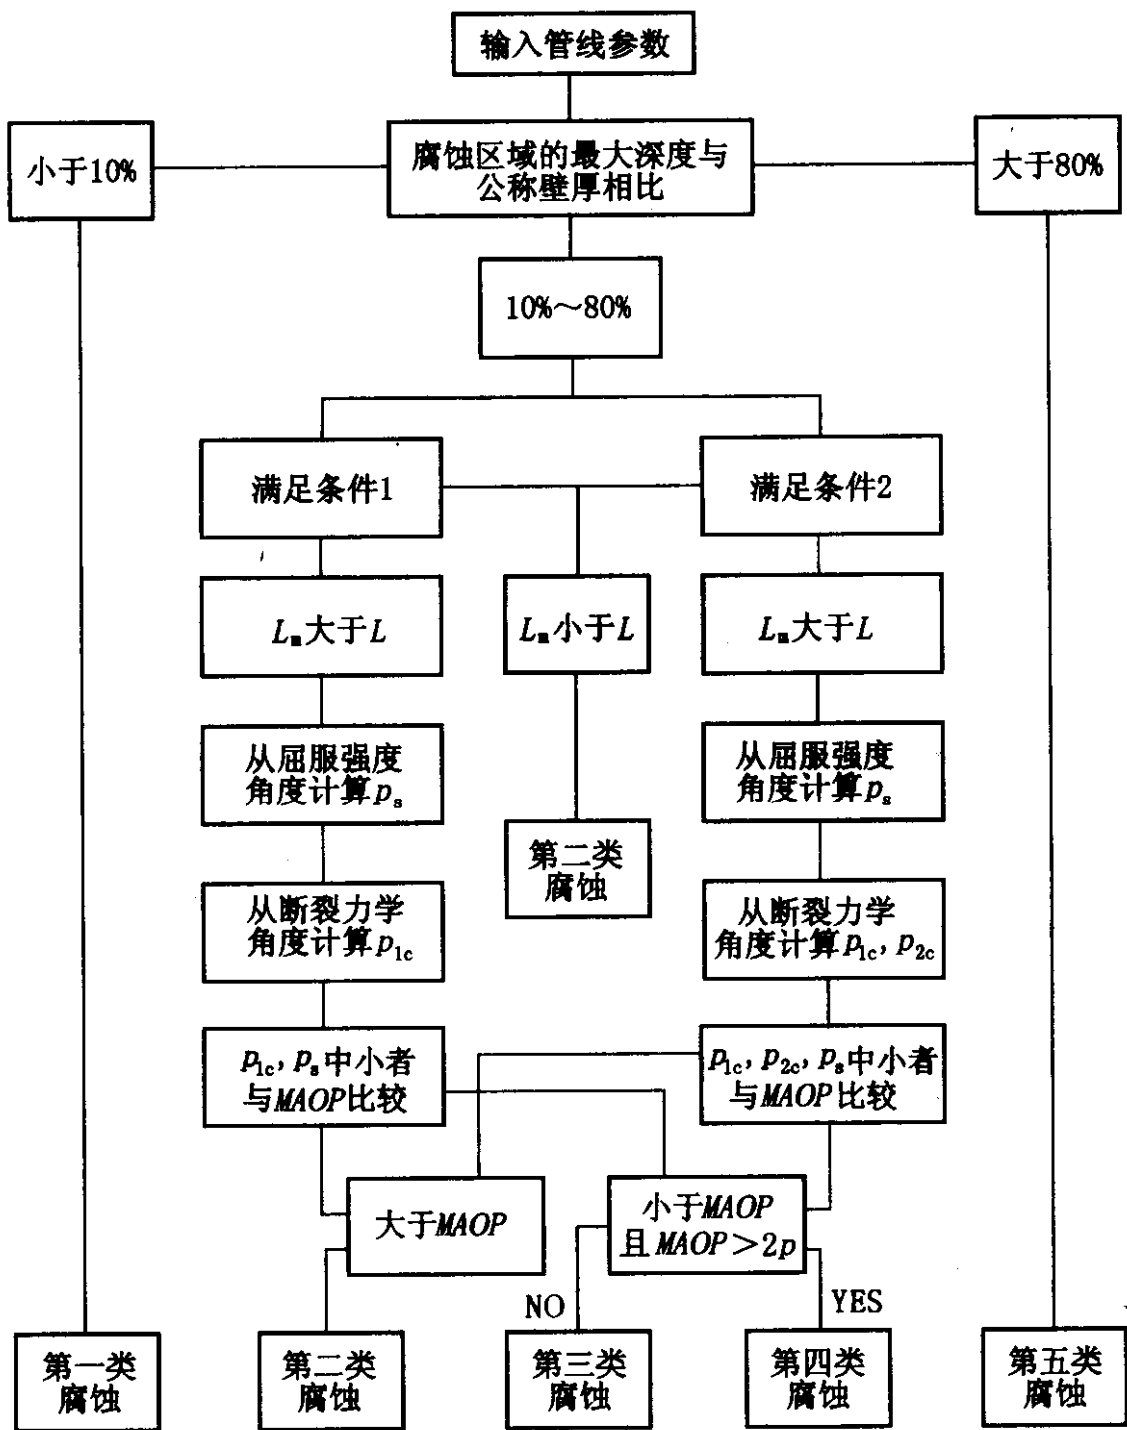 输入管线参数
小于10%
腐蚀区域的最大深度与
公称壁厚相比
大于80%
10%～80%
满足条件1
满足条件2
Lm大于L
Lm小于L
Lm大于L
从屈服强度
角度计算ps
从屈服强度
角度计算ps
第二类
腐蚀
从断裂力学
角度计算p1c
从断裂力学
角度计算p1c, p2c
p1c, ps中小者
与MAOP比较
p1c, p2c, ps中小者
与MAOP比较
大于MAOP
小于MAOP
且MAOP＞2p
NO
YES
第一类
腐蚀
第二类
腐蚀
第三类
腐蚀
第四类
腐蚀
第五类
腐蚀